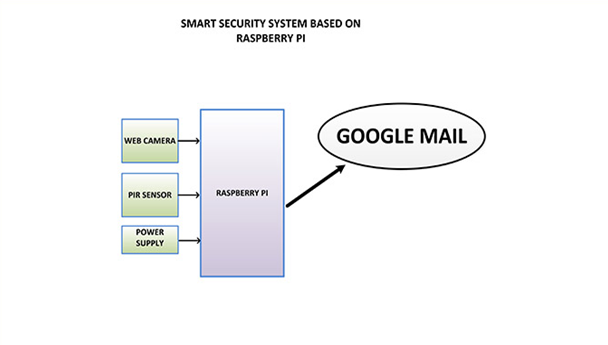 SMART SECURITY SYSTEM BASED ON
RASPBERRY PI
WEB CAMERA
PIR SENSOR
POWER
SUPPLY
RASPBERRY PI
GOOGLE MAIL